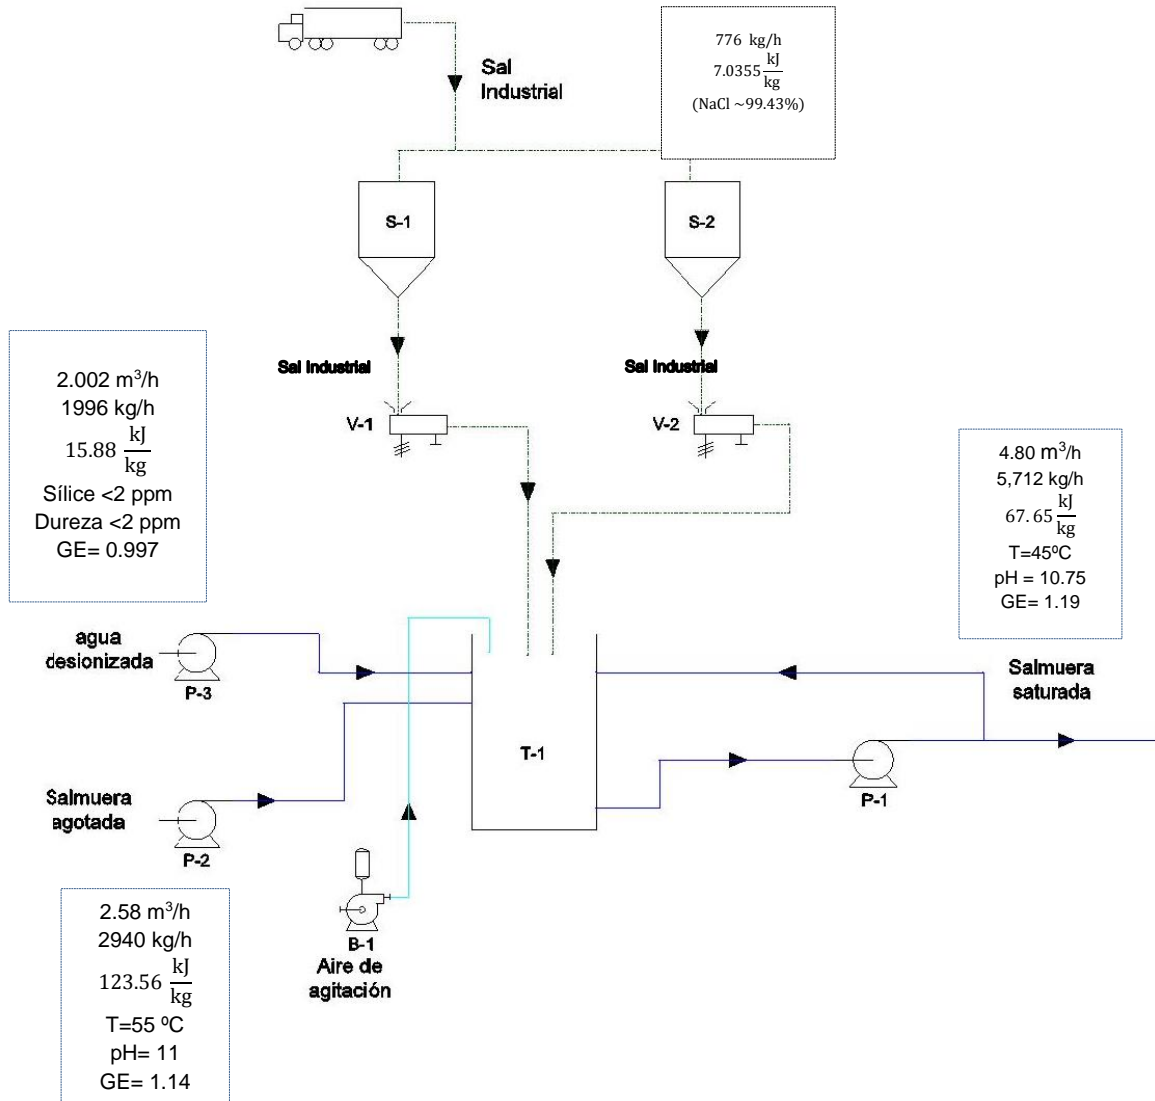 Sal
Industrial
776 kg/h
7.0355 kJ/kg
(NaCl ~99.43%)
S-1
S-2
Sal Industrial
Sal Industrial
V-1
V-2
2.002 m³/h
1996 kg/h
15.88 kJ/kg
Sílice <2 ppm
Dureza <2 ppm
GE= 0.997
4.80 m³/h
5,712 kg/h
67.65 kJ/kg
T=45ºC
pH = 10.75
GE= 1.19
agua
desionizada
P-3
Salmuera
saturada
T-1
P-1
Salmuera
agotada
P-2
2.58 m³/h
2940 kg/h
123.56 kJ/kg
T=55 ºC
pH= 11
GE= 1.14
B-1
Aire de
agitación